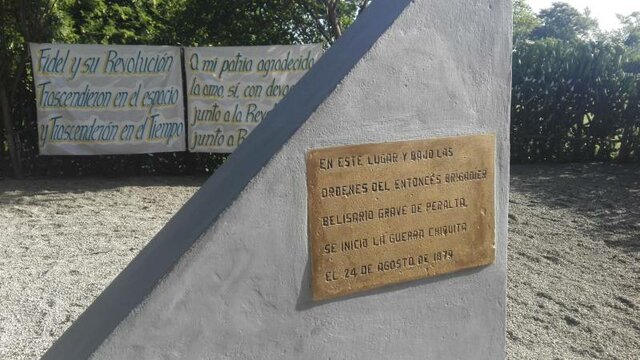 Fidel y su Revolución
Trascendieron en el espacio
y Trascenderán en el Tiempo
A mi patria agradecido
la amo, sí, con
junto a la
junto a
EN ESTE LUGAR Y BAJO LAS
ORDENES DEL ENTONCÉS BRIGADIER
BELISARIO GRAVE DE PERALTA,
SE INICIO LA GUERRA CHIQUITA
EL 24 DE AGOSTO DE 1879